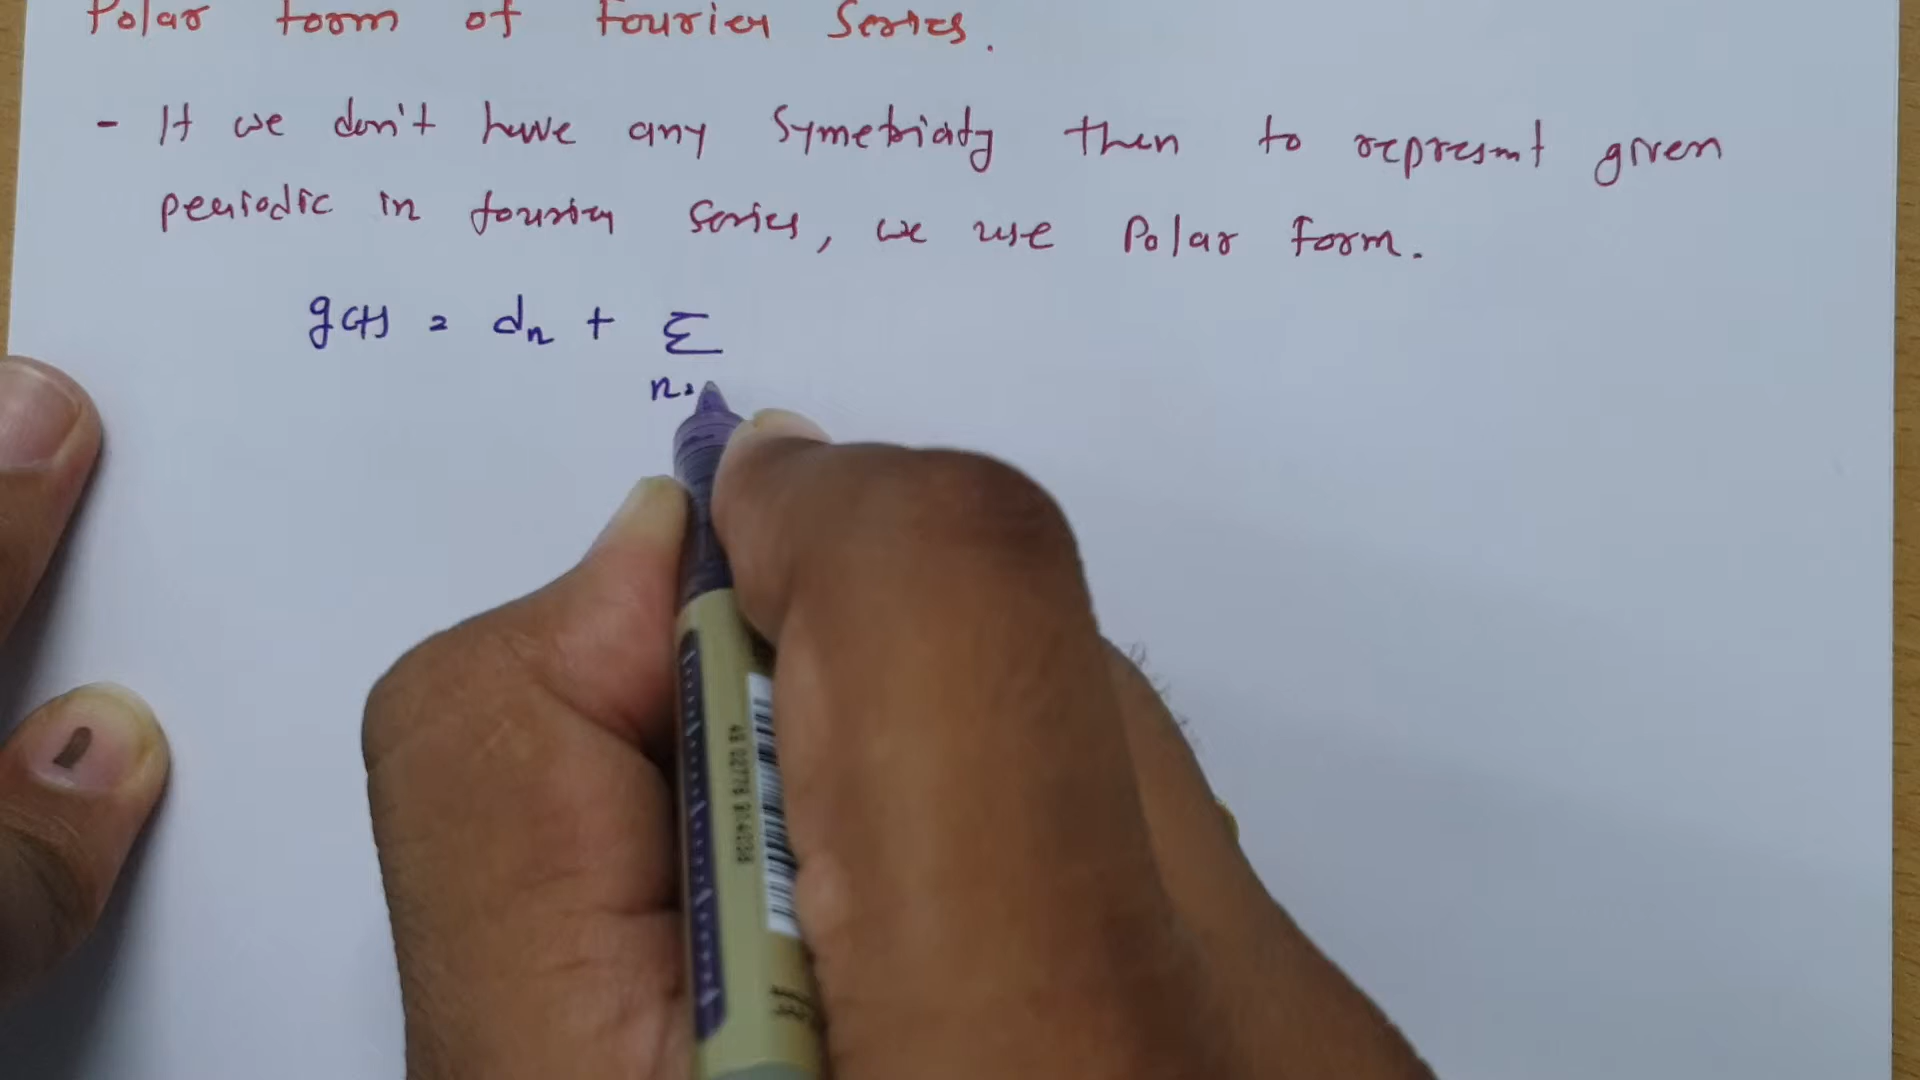 Polar form of Fourier Series.
- If we don't have any Symetriaty then to represent given
periodic in fourier Series, we use Polar Form.
g(t) = dn + Σ
n=